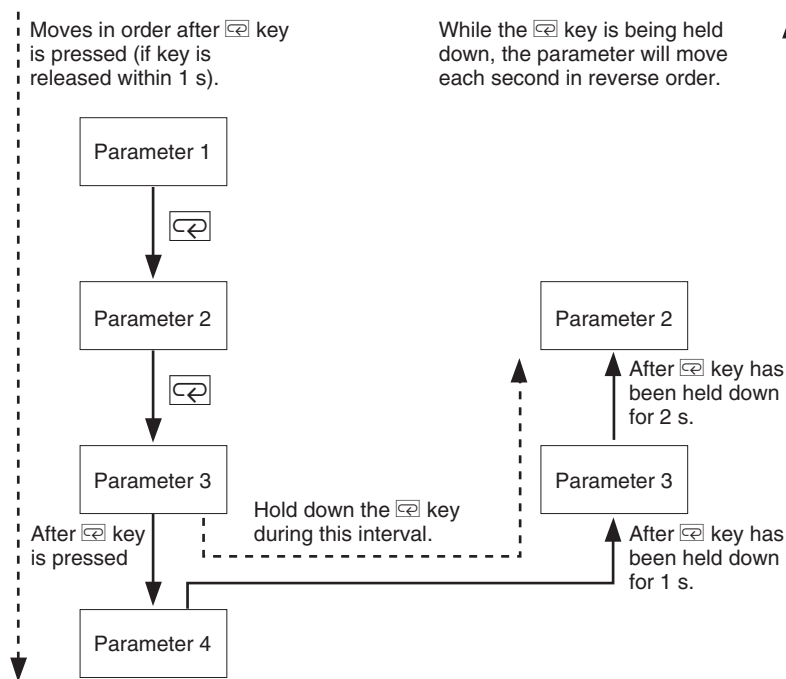 Moves in order after key
is pressed (if key is
released within 1 s).
While the key is being held
down, the parameter will move
each second in reverse order.
Parameter 1
Parameter 2
Parameter 3
After key
is pressed
Parameter 4
Hold down the key
during this interval.
Parameter 2
After key has
been held down
for 2 s.
Parameter 3
After key has
been held down
for 1 s.